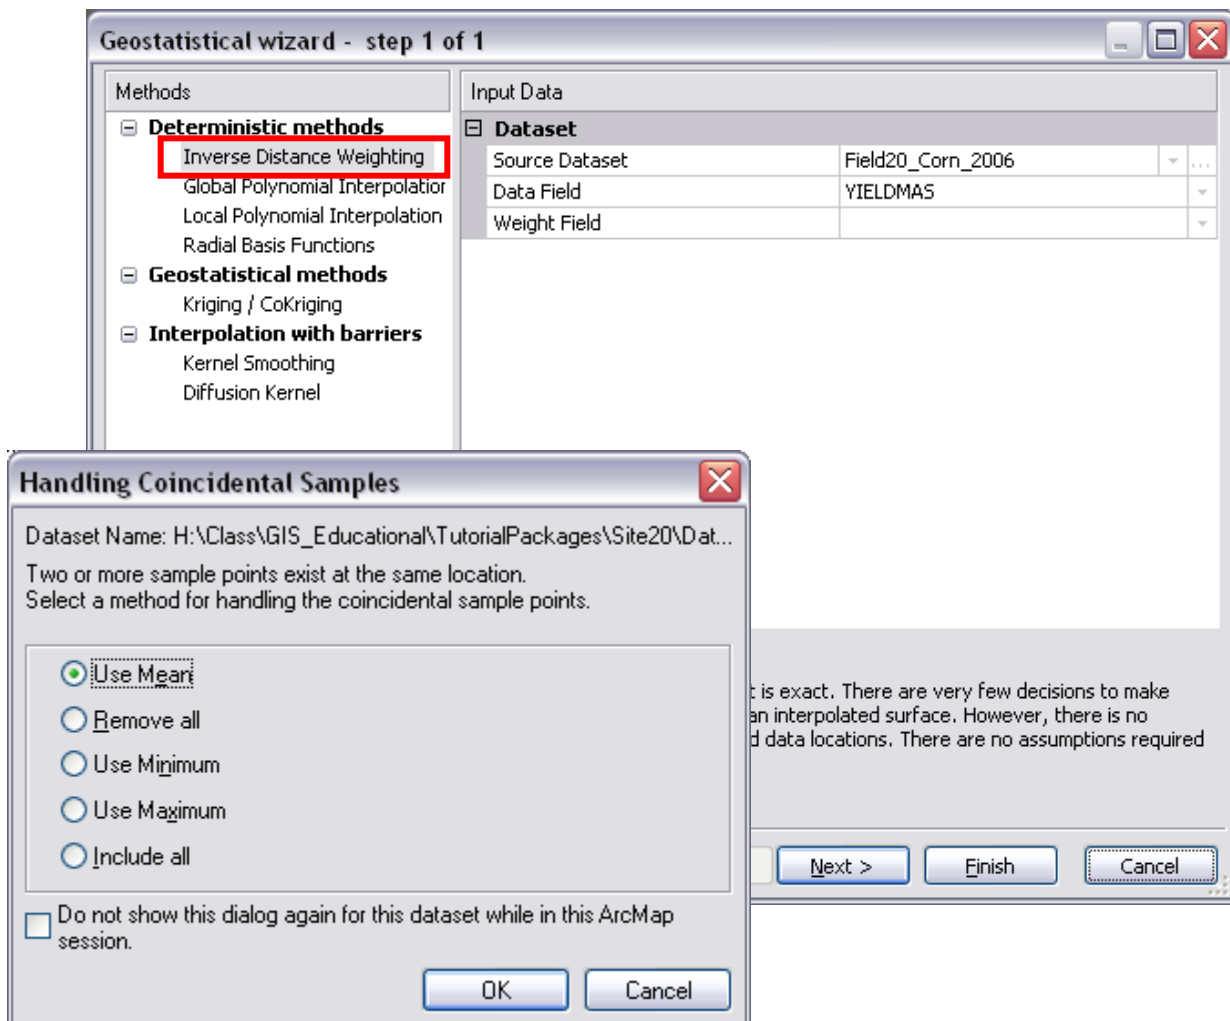 Geostatistical wizard - step 1 of 1
Methods
Deterministic methods
Inverse Distance Weighting
Global Polynomial Interpolation
Local Polynomial Interpolation
Radial Basis Functions
Geostatistical methods
Kriging / CoKriging
Interpolation with barriers
Kernel Smoothing
Diffusion Kernel
Input Data
Dataset
Source Dataset Field20_Corn_2006 ...
Data Field YIELDMAS
Weight Field
t is exact. There are very few decisions to make
an interpolated surface. However, there is no
d data locations. There are no assumptions required
Next >
Finish
Cancel
Handling Coincidental Samples
Dataset Name: H:\Class\GIS_Educational\TutorialPackages\Site20\Dat...
Two or more sample points exist at the same location.
Select a method for handling the coincidental sample points.
Use Mean
Remove all
Use Minimum
Use Maximum
Include all
Do not show this dialog again for this dataset while in this ArcMap
session.
OK
Cancel